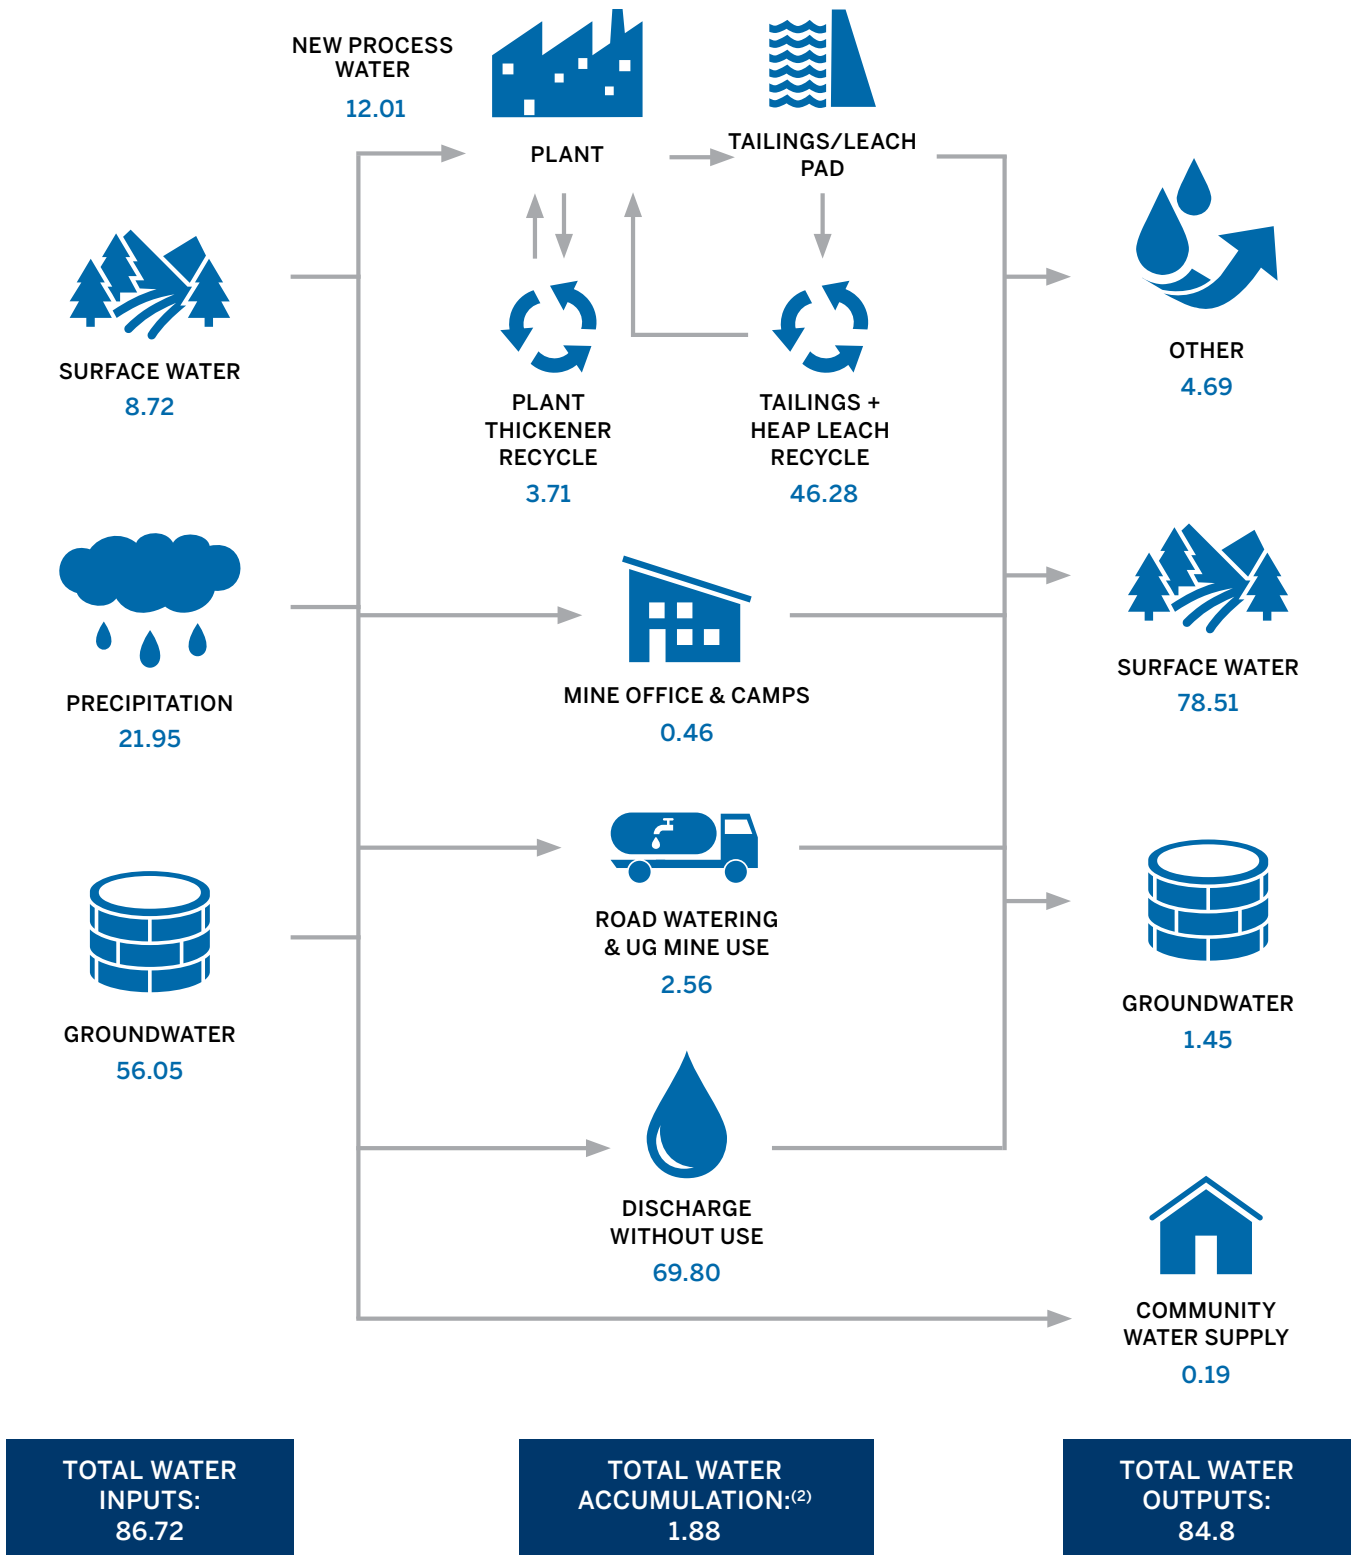 NEW PROCESS
WATER
12.01
PLANT
TAILINGS/LEACH
PAD
SURFACE WATER
8.72
PLANT
THICKENER
RECYCLE
3.71
TAILINGS +
HEAP LEACH
RECYCLE
46.28
OTHER
4.69
PRECIPITATION
21.95
MINE OFFICE & CAMPS
0.46
SURFACE WATER
78.51
GROUNDWATER
56.05
ROAD WATERING
& UG MINE USE
2.56
GROUNDWATER
1.45
DISCHARGE
WITHOUT USE
69.80
COMMUNITY
WATER SUPPLY
0.19
TOTAL WATER
INPUTS:
86.72
TOTAL WATER
ACCUMULATION:(2)
1.88
TOTAL WATER
OUTPUTS:
84.8